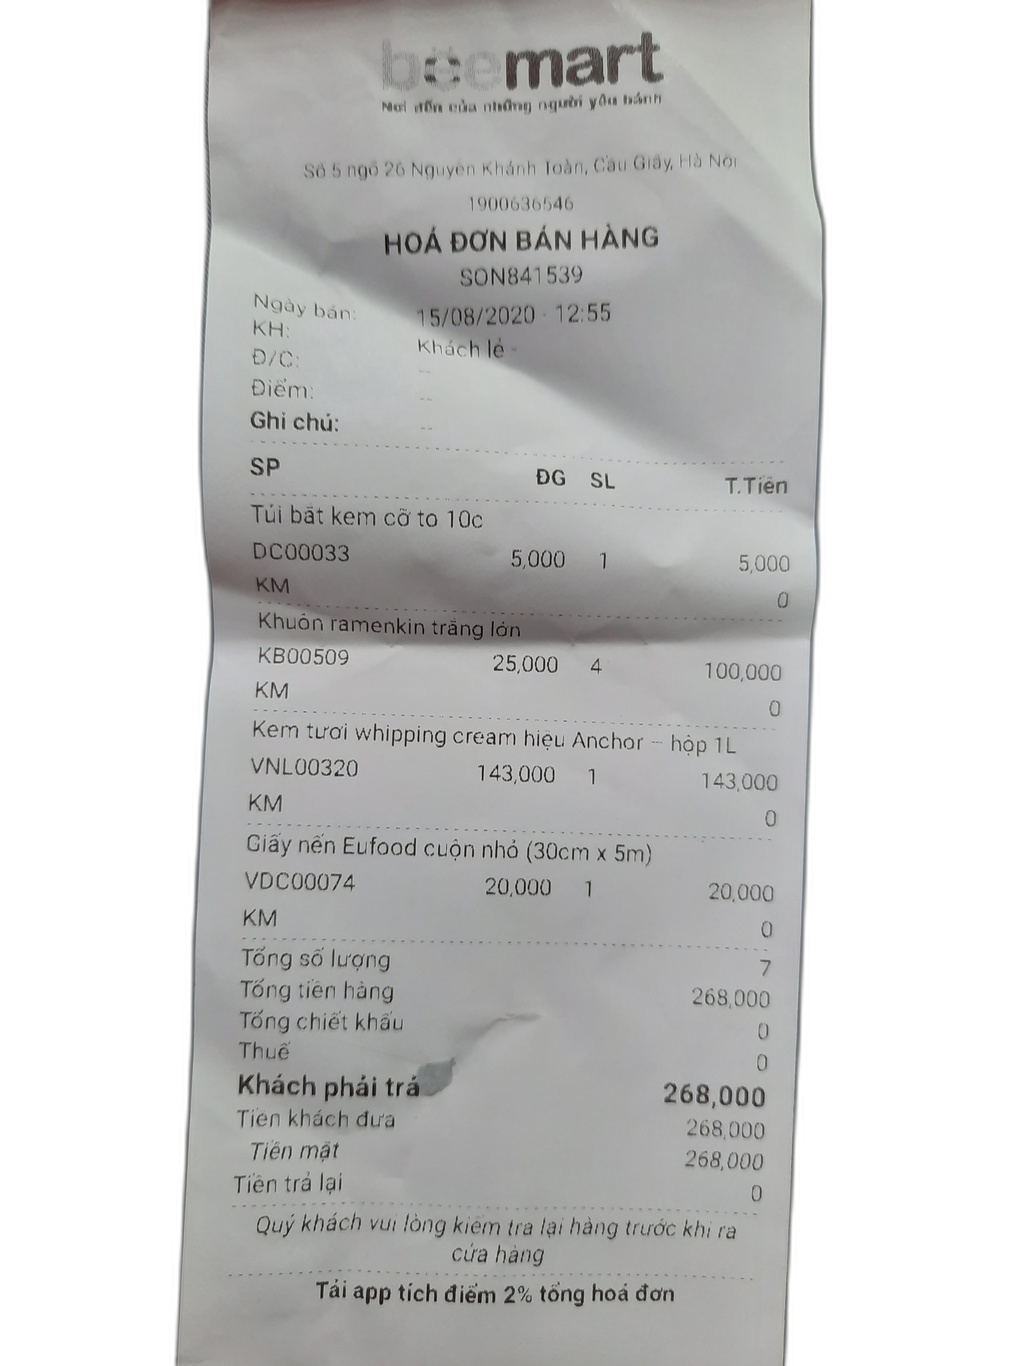 beemart
Nơi đến của những người yêu bánh
Số 5 ngõ 26 Nguyễn Khánh Toàn, Cầu Giấy, Hà Nội
1900636546
HOÁ ĐƠN BÁN HÀNG
SON841539
Ngày bán: 15/08/2020 - 12:55
KH: Khách lẻ -
Đ/C: --
Điểm: --
Ghi chú: --
SP ĐG SL T.Tiền
Túi bắt kem cỡ to 10c
DC00033 5,000 1 5,000
KM 0
Khuôn ramenkin trắng lớn
KB00509 25,000 4 100,000
KM 0
Kem tươi whipping cream hiệu Anchor – hộp 1L
VNL00320 143,000 1 143,000
KM 0
Giấy nến Eufood cuộn nhỏ (30cm x 5m)
VDC00074 20,000 1 20,000
KM 0
Tổng số lượng 7
Tổng tiền hàng 268,000
Tổng chiết khấu 0
Thuế 0
Khách phải trả 268,000
Tiền khách đưa 268,000
Tiền mặt 268,000
Tiền trả lại 0
Quý khách vui lòng kiểm tra lại hàng trước khi ra
cửa hàng
Tải app tích điểm 2% tổng hoá đơn